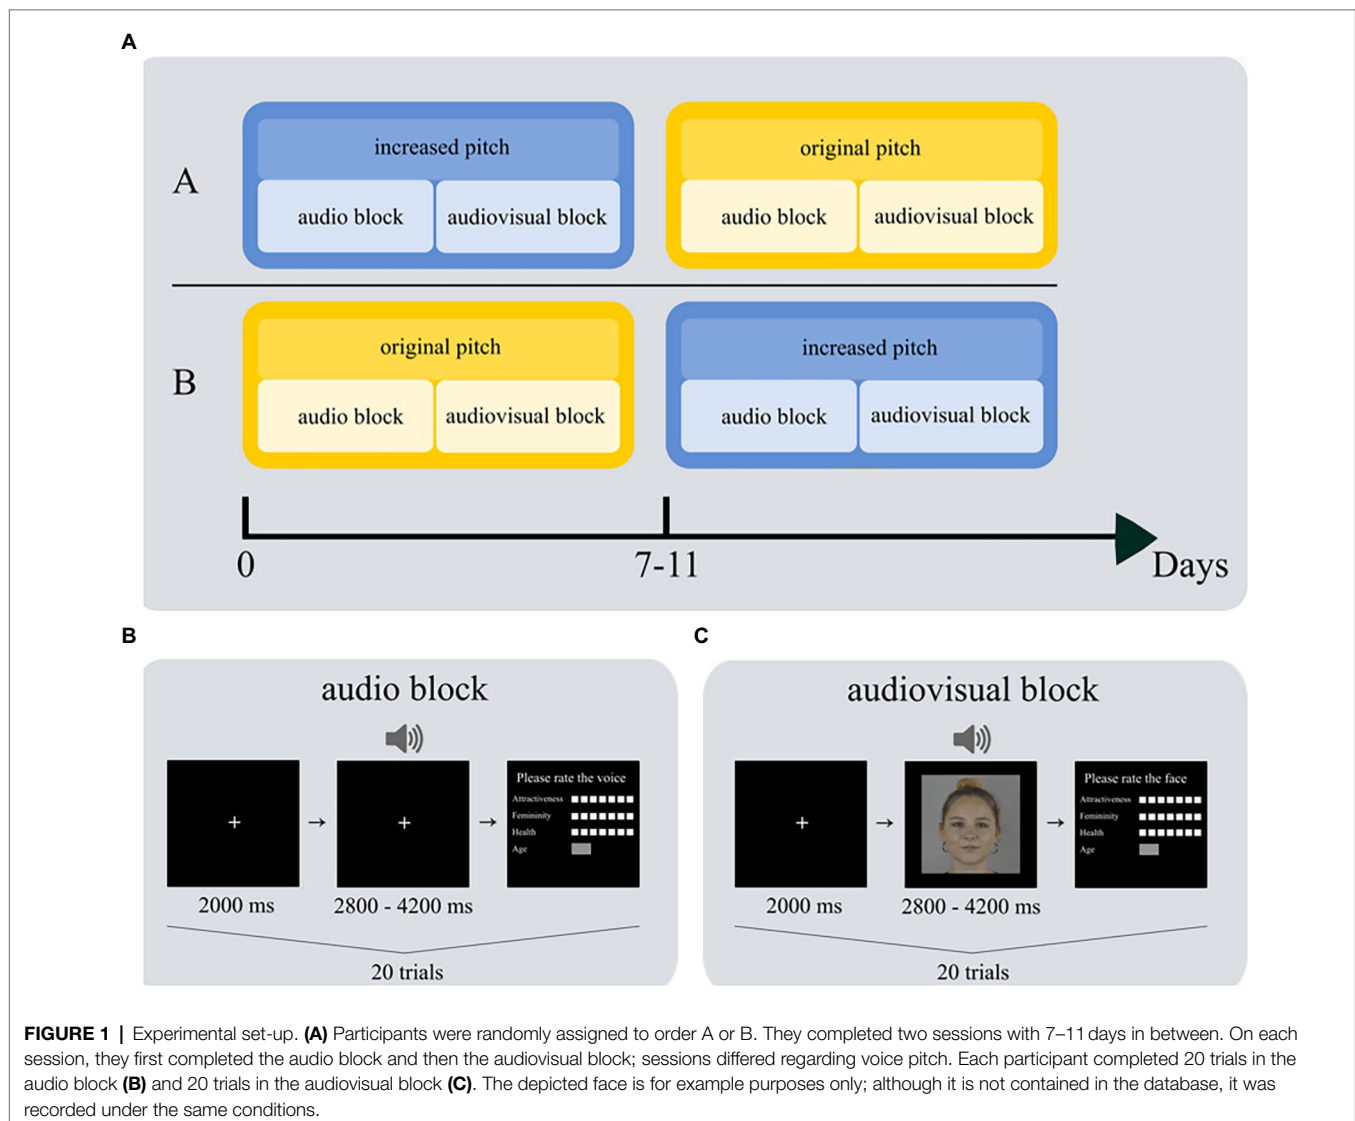 A
increased pitch
original pitch
A
audio block
audiovisual block
audio block
audiovisual block
original pitch
increased pitch
B
audio block
audiovisual block
audio block
audiovisual block
0
7-11
Days
B
audio block
+
+
Please rate the voice
Attractiveness
Femininity
Health
Age
2000 ms
2800 - 4200 ms
20 trials
C
audiovisual block
+
Please rate the face
Attractiveness
Femininity
Health
Age
2000 ms
2800 - 4200 ms
20 trials
FIGURE 1 | Experimental set-up. (A) Participants were randomly assigned to order A or B. They completed two sessions with 7–11 days in between. On each
session, they first completed the audio block and then the audiovisual block; sessions differed regarding voice pitch. Each participant completed 20 trials in the
audio block (B) and 20 trials in the audiovisual block (C). The depicted face is for example purposes only; although it is not contained in the database, it was
recorded under the same conditions.